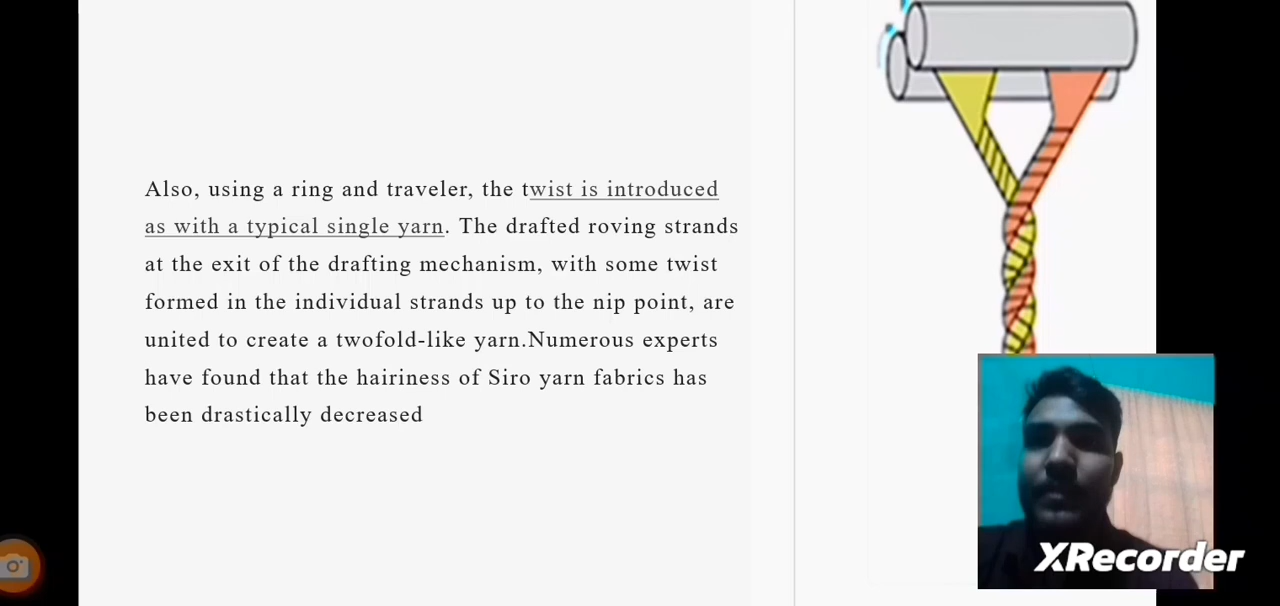 Also, using a ring and traveler, the twist is introduced
as with a typical single yarn. The drafted roving strands
at the exit of the drafting mechanism, with some twist
formed in the individual strands up to the nip point, are
united to create a twofold-like yarn.Numerous experts
have found that the hairiness of Siro yarn fabrics has
been drastically decreased
XRecorder